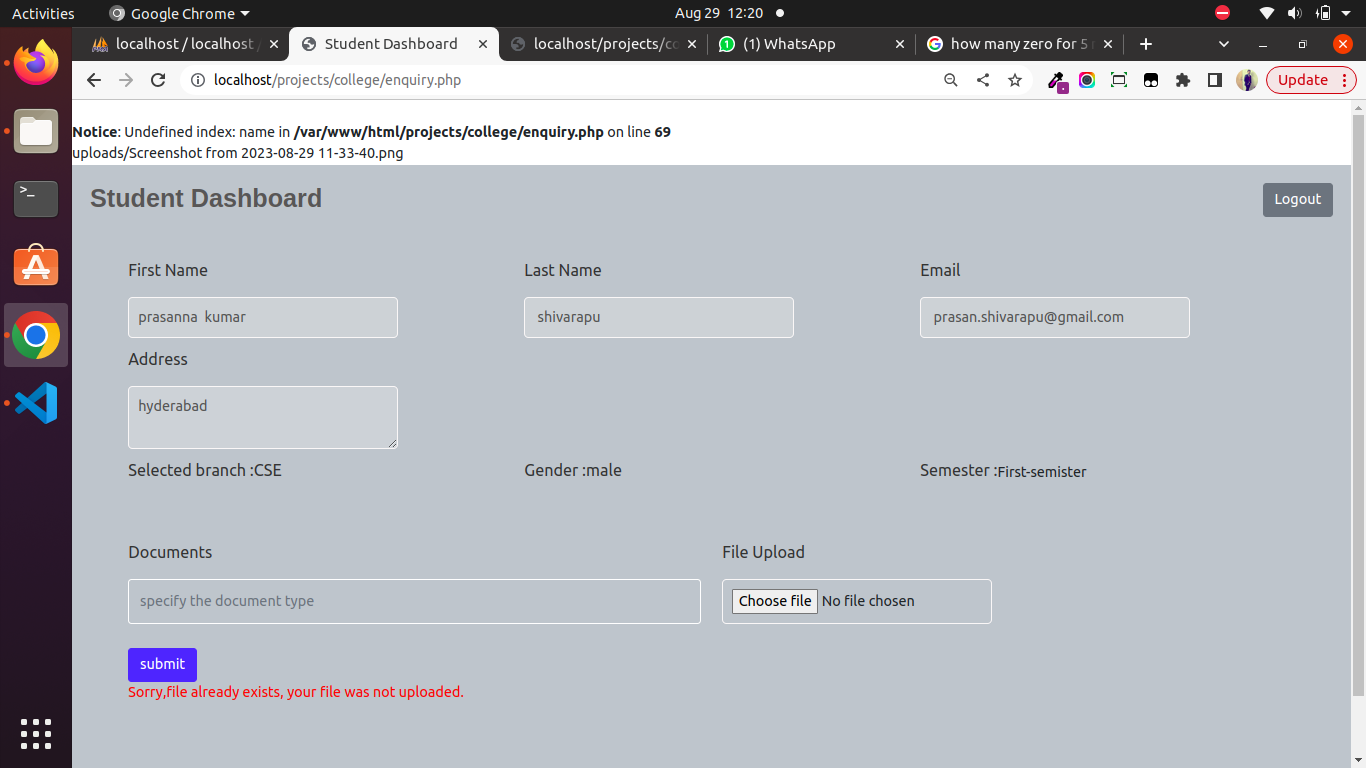 Activities Google Chrome Aug 29 12:20
localhost / localhost / Student Dashboard localhost/projects/co (1) WhatsApp how many zero for 5
localhost/projects/college/enquiry.php Update
Notice: Undefined index: name in /var/www/html/projects/college/enquiry.php on line 69
uploads/Screenshot from 2023-08-29 11-33-40.png
Student Dashboard Logout
First Name Last Name Email
prasanna kumar shivarapu prasan.shivarapu@gmail.com
Address
hyderabad
Selected branch :CSE Gender :male Semester :First-semister
Documents File Upload
specify the document type Choose file No file chosen
submit
Sorry,file already exists, your file was not uploaded.